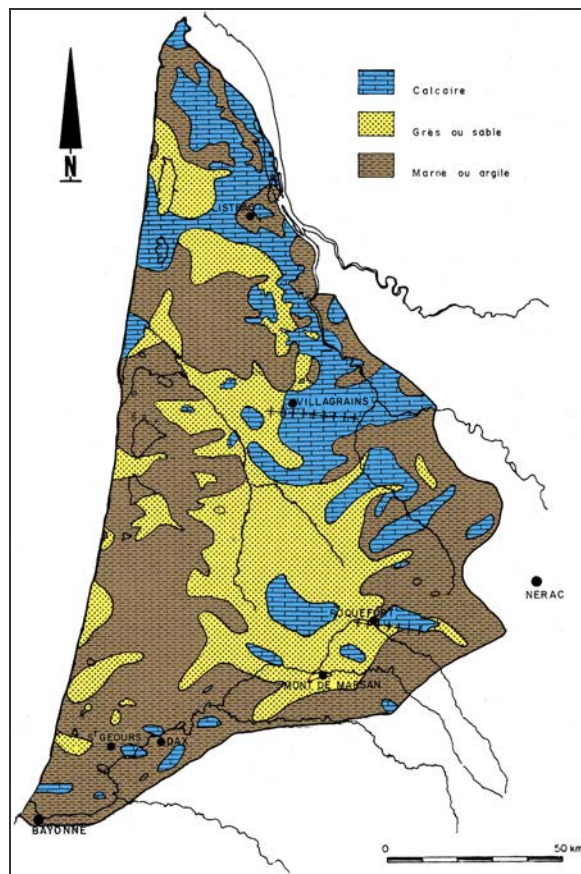 Calcaire
Grès ou sable
Marne ou argile
N
LISTRAC
VILLAGRAINS
NERAC
ROQUEFORT
MONT DE MARSAN
St GEOURS
DAX
BAYONNE
0 50 km